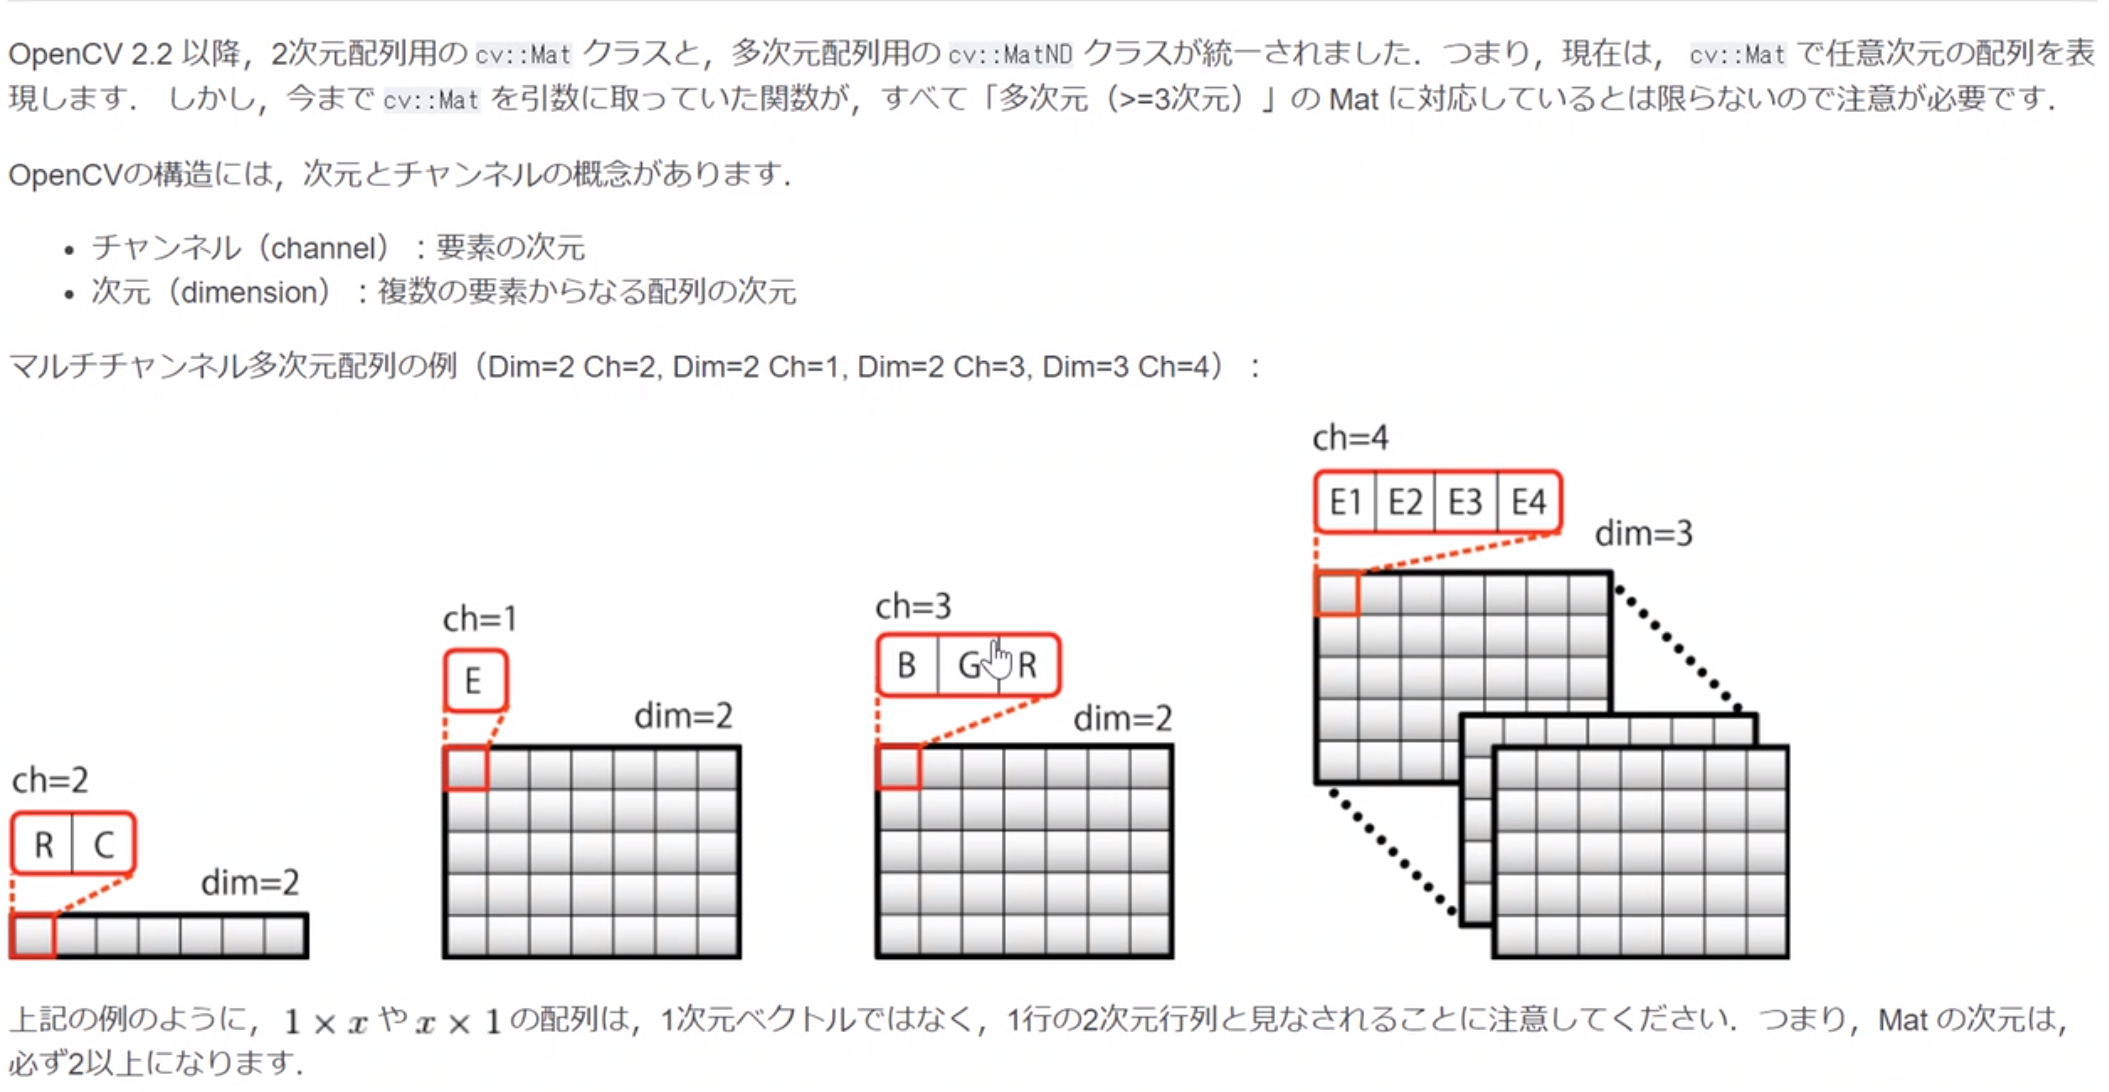 OpenCV 2.2 以降，2次元配列用の cv::Mat クラスと，多次元配列用の cv::MatND クラスが統一されました．つまり，現在は， cv::Mat で任意次元の配列を表
現します． しかし，今まで cv::Mat を引数に取っていた関数が，すべて「多次元（>=3次元）」の Mat に対応しているとは限らないので注意が必要です．
OpenCVの構造には，次元とチャンネルの概念があります．
• チャンネル（channel）：要素の次元
• 次元（dimension）：複数の要素からなる配列の次元
マルチチャンネル多次元配列の例（Dim=2 Ch=2, Dim=2 Ch=1, Dim=2 Ch=3, Dim=3 Ch=4）：
ch=2
R C
dim=2
ch=1
E
dim=2
ch=3
B G R
dim=2
ch=4
E1 E2 E3 E4
dim=3
上記の例のように，1 × x や x × 1 の配列は，1次元ベクトルではなく，1行の2次元行列と見なされることに注意してください．つまり，Mat の次元は，
必ず2以上になります．